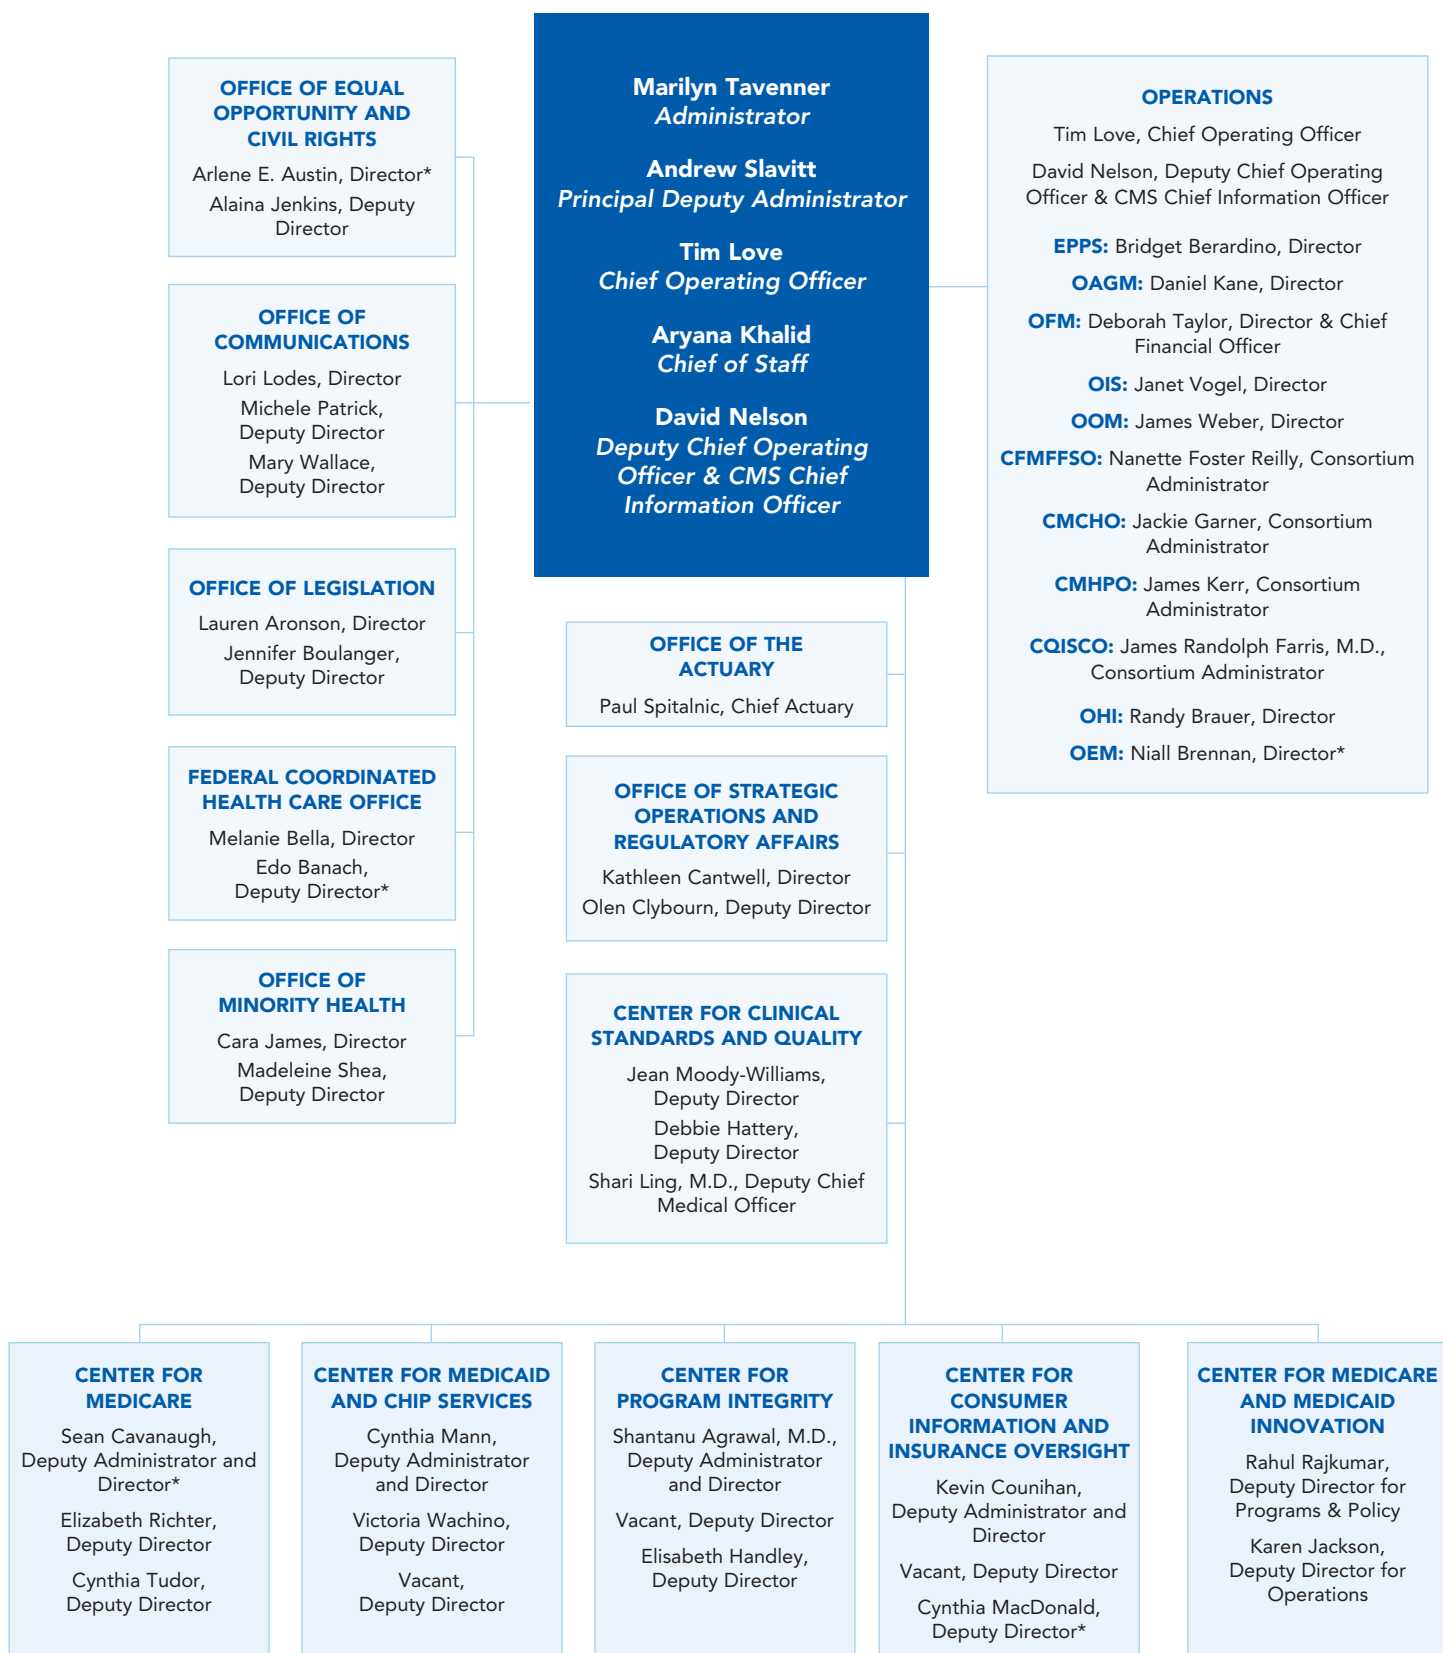 OFFICE OF EQUAL
OPPORTUNITY AND
CIVIL RIGHTS
Arlene E. Austin, Director*
Alaina Jenkins, Deputy
Director
OFFICE OF
COMMUNICATIONS
Lori Lodes, Director
Michele Patrick,
Deputy Director
Mary Wallace,
Deputy Director
OFFICE OF LEGISLATION
Lauren Aronson, Director
Jennifer Boulanger,
Deputy Director
FEDERAL COORDINATED
HEALTH CARE OFFICE
Melanie Bella, Director
Edo Banach,
Deputy Director*
OFFICE OF
MINORITY HEALTH
Cara James, Director
Madeleine Shea,
Deputy Director
Marilyn Tavenner
Administrator
Andrew Slavitt
Principal Deputy Administrator
Tim Love
Chief Operating Officer
Aryana Khalid
Chief of Staff
David Nelson
Deputy Chief Operating
Officer & CMS Chief
Information Officer
OFFICE OF THE
ACTUARY
Paul Spitalnic, Chief Actuary
OFFICE OF STRATEGIC
OPERATIONS AND
REGULATORY AFFAIRS
Kathleen Cantwell, Director
Olen Clybourn, Deputy Director
CENTER FOR CLINICAL
STANDARDS AND QUALITY
Jean Moody-Williams,
Deputy Director
Debbie Hattery,
Deputy Director
Shari Ling, M.D., Deputy Chief
Medical Officer
OPERATIONS
Tim Love, Chief Operating Officer
David Nelson, Deputy Chief Operating
Officer & CMS Chief Information Officer
EPPS: Bridget Berardino, Director
OAGM: Daniel Kane, Director
OFM: Deborah Taylor, Director & Chief
Financial Officer
OIS: Janet Vogel, Director
OOM: James Weber, Director
CFMFFSO: Nanette Foster Reilly, Consortium
Administrator
CMCHO: Jackie Garner, Consortium
Administrator
CMHPO: James Kerr, Consortium
Administrator
CQISCO: James Randolph Farris, M.D.,
Consortium Administrator
OHI: Randy Brauer, Director
OEM: Niall Brennan, Director*
CENTER FOR
MEDICARE
Sean Cavanaugh,
Deputy Administrator and
Director*
Elizabeth Richter,
Deputy Director
Cynthia Tudor,
Deputy Director
CENTER FOR MEDICAID
AND CHIP SERVICES
Cynthia Mann,
Deputy Administrator
and Director
Victoria Wachino,
Deputy Director
Vacant,
Deputy Director
CENTER FOR
PROGRAM INTEGRITY
Shantanu Agrawal, M.D.,
Deputy Administrator
and Director
Vacant, Deputy Director
Elisabeth Handley,
Deputy Director
CENTER FOR
CONSUMER
INFORMATION AND
INSURANCE OVERSIGHT
Kevin Counihan,
Deputy Administrator and
Director
Vacant, Deputy Director
Cynthia MacDonald,
Deputy Director*
CENTER FOR MEDICARE
AND MEDICAID
INNOVATION
Rahul Rajkumar,
Deputy Director for
Programs & Policy
Karen Jackson,
Deputy Director for
Operations